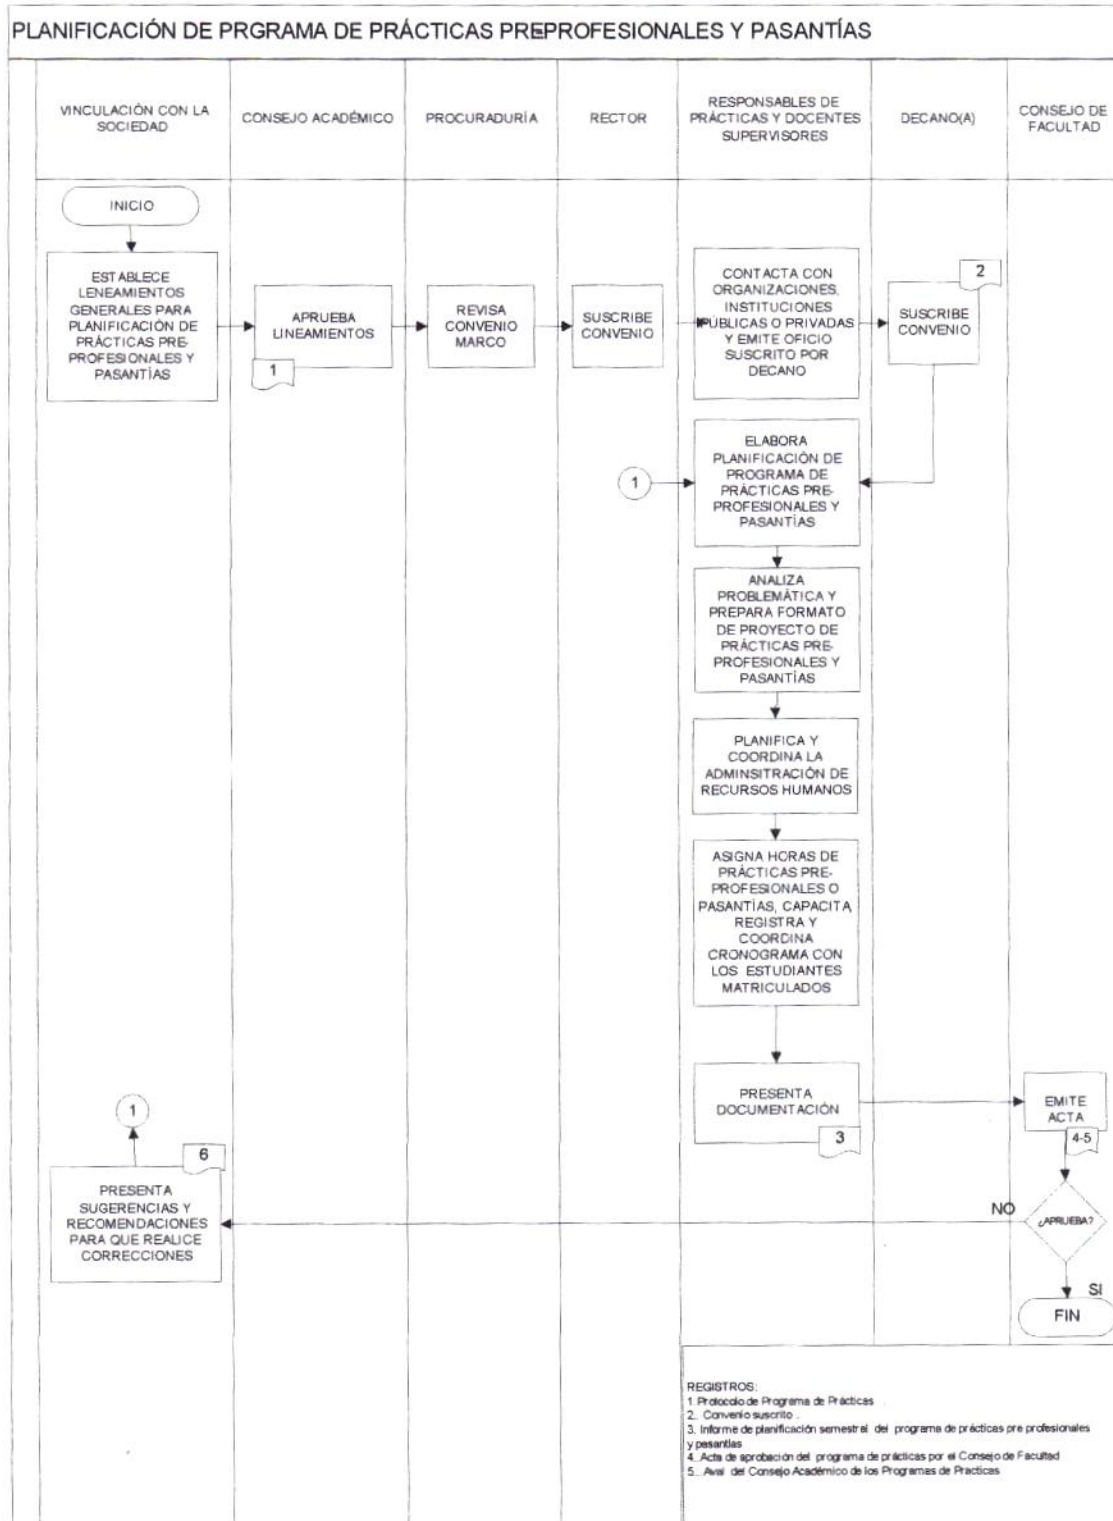 PLANIFICACIÓN DE PRGRAMA DE PRÁCTICAS PREPROFESIONALES Y PASANTÍAS
VINCULACIÓN CON LA
SOCIEDAD
CONSEJO ACADÉMICO
PROCURADURÍA
RECTOR
RESPONSABLES DE
PRÁCTICAS Y DOCENTES
SUPERVISORES
DECANO(A)
CONSEJO DE
FACULTAD
INICIO
ESTABLECE
LENEAMIENTOS
GENERALES PARA
PLANIFICACIÓN DE
PRÁCTICAS PRE-
PROFESIONALES Y
PASANTÍAS
APRUEBA
LINEAMIENTOS
1
REVISA
CONVENIO
MARCO
SUSCRIBE
CONVENIO
CONTACTA CON
ORGANIZACIONES,
INSTITUCIONES
PÚBLICAS O PRIVADAS
Y EMITE OFICIO
SUSCRITO POR
DECANO
2
SUSCRIBE
CONVENIO
1
ELABORA
PLANIFICACIÓN DE
PROGRAMA DE
PRÁCTICAS PRE-
PROFESIONALES Y
PASANTÍAS
ANALIZA
PROBLEMÁTICA Y
PREPARA FORMATO
DE PROYECTO DE
PRÁCTICAS PRE-
PROFESIONALES Y
PASANTÍAS
PLANIFICA Y
COORDINA LA
ADMINSITRACIÓN DE
RECURSOS HUMANOS
ASIGNA HORAS DE
PRÁCTICAS PRE-
PROFESIONALES O
PASANTÍAS, CAPACITA,
REGISTRA Y
COORDINA
CRONOGRAMA CON
LOS ESTUDIANTES
MATRICULADOS
PRESENTA
DOCUMENTACIÓN
3
EMITE
ACTA
4-5
¿APRUEBA?
NO
SI
FIN
1
6
PRESENTA
SUGERENCIAS Y
RECOMENDACIONES
PARA QUE REALICE
CORRECCIONES
REGISTROS:
1. Protocolo de Programa de Prácticas
2. Convenio suscrito .
3. Informe de planificación semestral del programa de prácticas pre profesionales
y pasantías
4. Acta de aprobación del programa de prácticas por el Consejo de Facultad
5. Aval del Consejo Académico de los Programas de Practicas